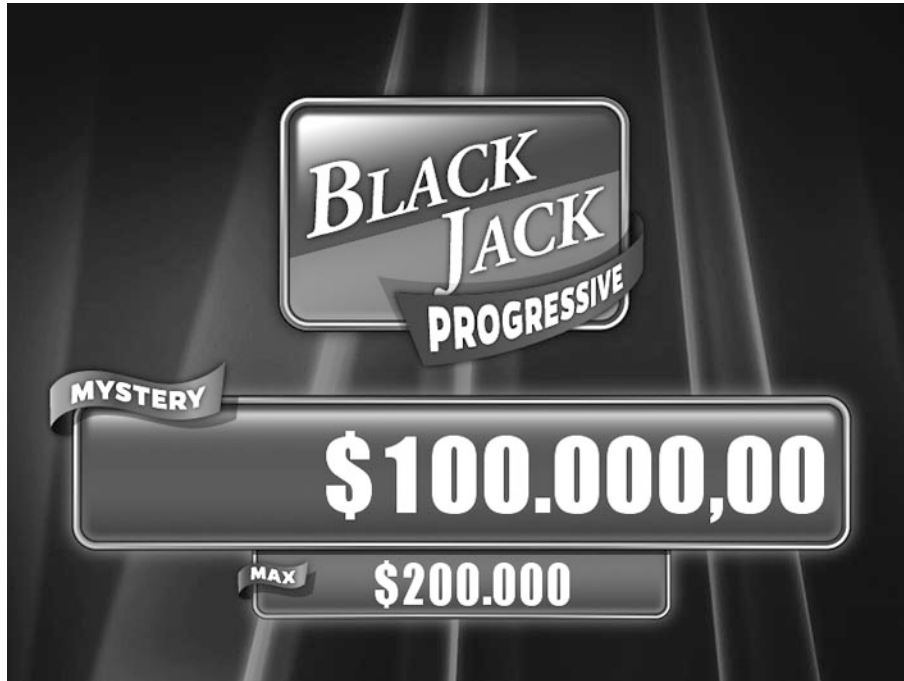 BLACK
JACK
PROGRESSIVE
MYSTERY
$100.000,00
MAX
$200.000